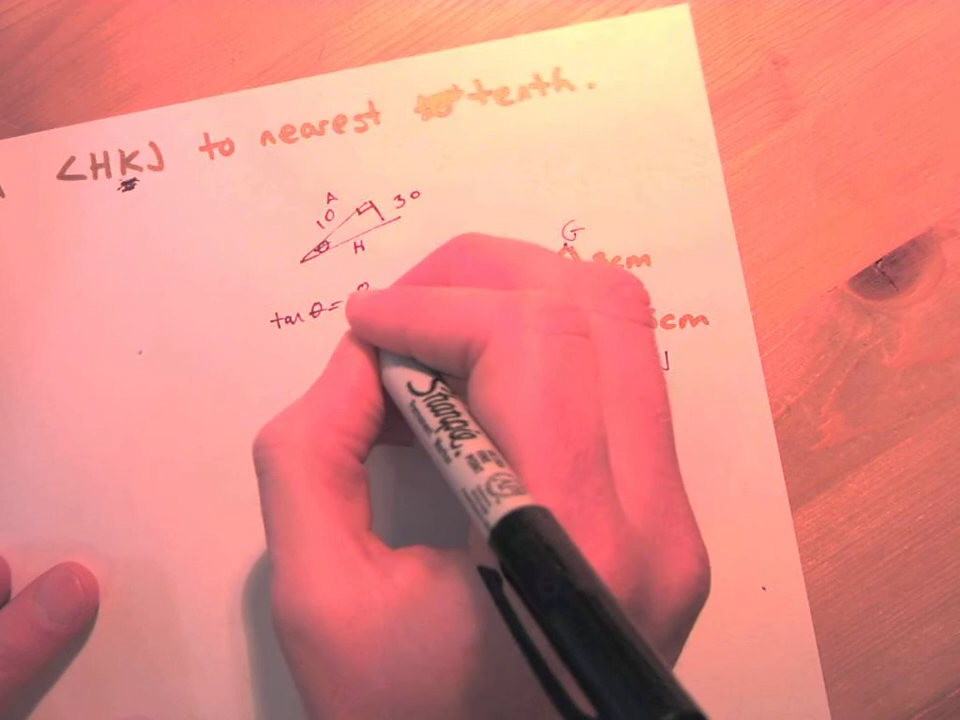 <HKJ to nearest tenth.
A
10
30
θ
H
G
cm
tan θ =
cm
Sharpie